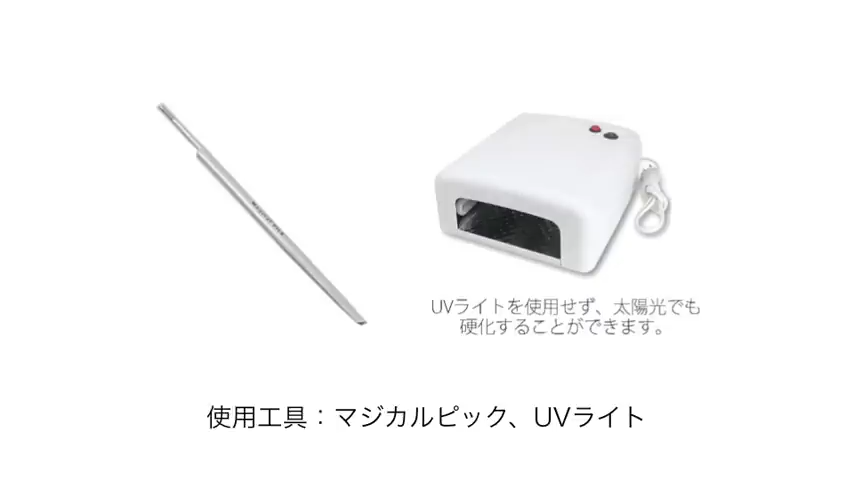 UVライトを使用せず、太陽光でも
硬化することができます。
使用工具：マジカルピック、UVライト